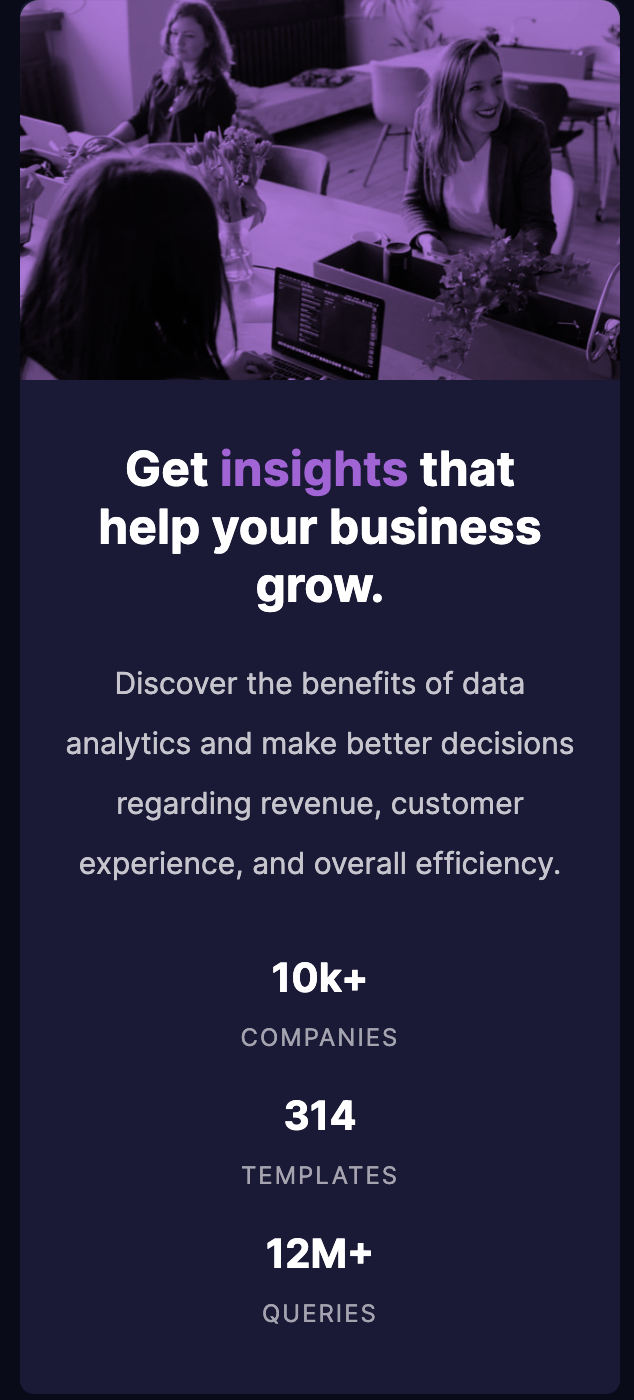 Get insights that
help your business
grow.
Discover the benefits of data
analytics and make better decisions
regarding revenue, customer
experience, and overall efficiency.
10k+
COMPANIES
314
TEMPLATES
12M+
QUERIES